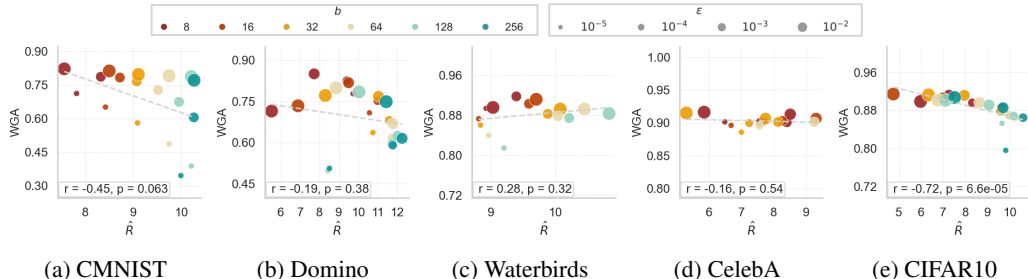 b
8 16 32 64 128 256
ε
10⁻⁵ 10⁻⁴ 10⁻³ 10⁻²
WGA
0.90
0.75
0.60
0.45
0.30
r = -0.45, p = 0.063
8 9 10
R̂
(a) CMNIST
WGA
0.90
0.75
0.60
0.45
r = -0.19, p = 0.38
6 7 8 9 10 11 12
R̂
(b) Domino
WGA
0.96
0.88
0.80
0.72
r = 0.28, p = 0.32
9 10
R̂
(c) Waterbirds
WGA
1.00
0.95
0.90
0.85
0.80
r = -0.16, p = 0.54
6 7 8 9
R̂
(d) CelebA
WGA
0.96
0.88
0.80
0.72
r = -0.72, p = 6.6e-05
5 6 7 8 9 10
R̂
(e) CIFAR10